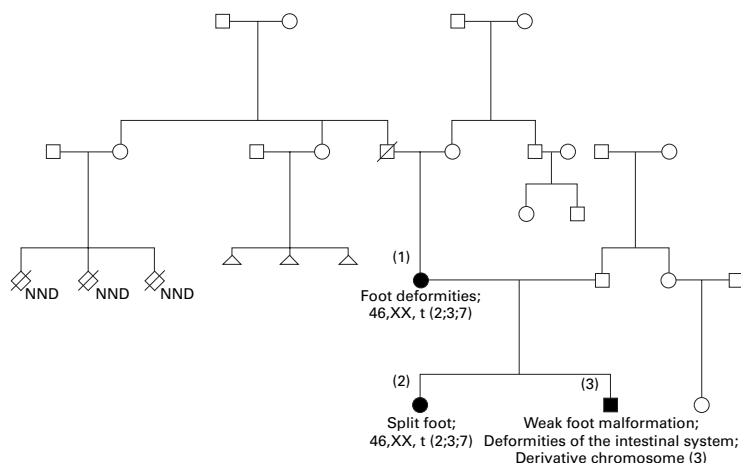 (1)
NND
NND
NND
Foot deformities;
46,XX, t (2;3;7)
(2)
(3)
Split foot;
46,XX, t (2;3;7)
Weak foot malformation;
Deformities of the intestinal system;
Derivative chromosome (3)